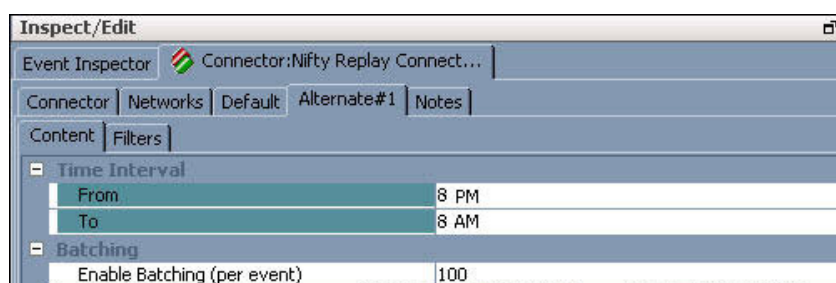 Inspect/Edit
Event Inspector Connector:Nifty Replay Connect...
Connector Networks Default Alternate#1 Notes
Content Filters
Time Interval
From 8 PM
To 8 AM
Batching
Enable Batching (per event) 100